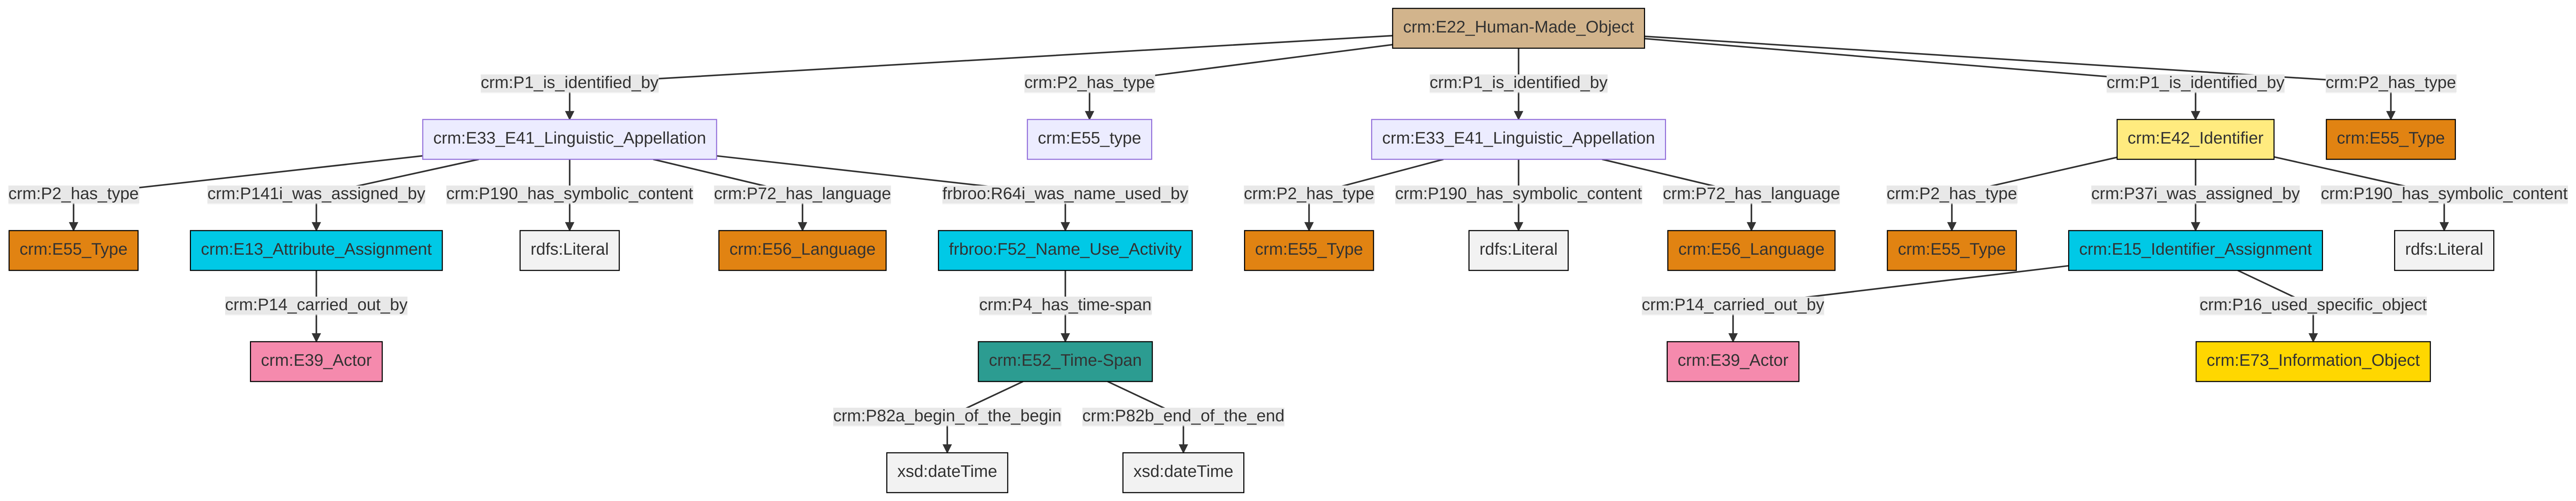 crm:E22_Human-Made_Object
crm:P1_is_identified_by
crm:P2_has_type
crm:P1_is_identified_by
crm:P1_is_identified_by
crm:P2_has_type
crm:E33_E41_Linguistic_Appellation
crm:E55_type
crm:E33_E41_Linguistic_Appellation
crm:E42_Identifier
crm:E55_Type
crm:P2_has_type
crm:P141i_was_assigned_by
crm:P190_has_symbolic_content
crm:P72_has_language
frbroo:R64i_was_name_used_by
crm:P2_has_type
crm:P190_has_symbolic_content
crm:P72_has_language
crm:P2_has_type
crm:P37i_was_assigned_by
crm:P190_has_symbolic_content
crm:E55_Type
crm:E13_Attribute_Assignment
rdfs:Literal
crm:E56_Language
frbroo:F52_Name_Use_Activity
crm:E55_Type
rdfs:Literal
crm:E56_Language
crm:E55_Type
crm:E15_Identifier_Assignment
rdfs:Literal
crm:P14_carried_out_by
crm:P4_has_time-span
crm:P14_carried_out_by
crm:P16_used_specific_object
crm:E39_Actor
crm:E52_Time-Span
crm:E39_Actor
crm:E73_Information_Object
crm:P82a_begin_of_the_begin
crm:P82b_end_of_the_end
xsd:dateTime
xsd:dateTime